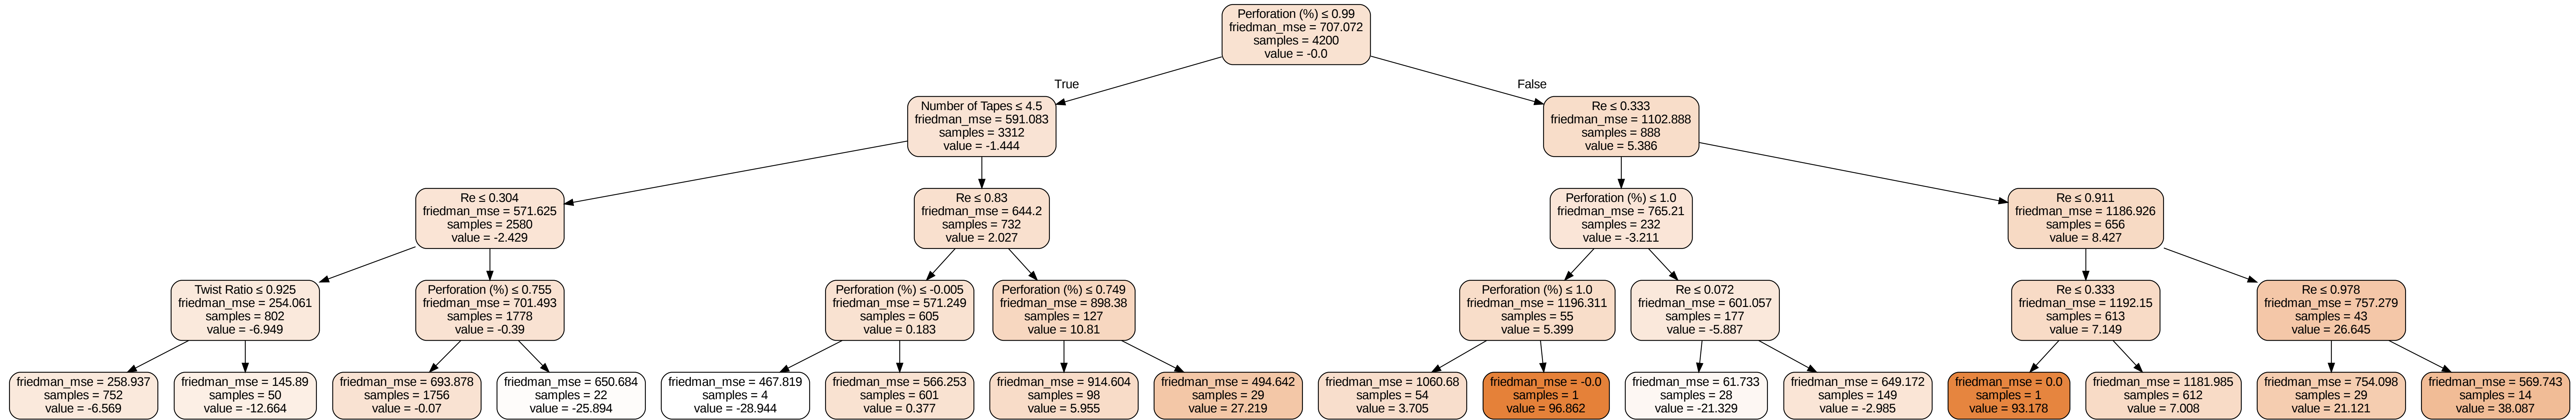 Perforation (%) ≤ 0.99
friedman_mse = 707.072
samples = 4200
value = -0.0
True
False
Number of Tapes ≤ 4.5
friedman_mse = 591.083
samples = 3312
value = -1.444
Re ≤ 0.333
friedman_mse = 1102.888
samples = 888
value = 5.386
Re ≤ 0.304
friedman_mse = 571.625
samples = 2580
value = -2.429
Re ≤ 0.83
friedman_mse = 644.2
samples = 732
value = 2.027
Perforation (%) ≤ 1.0
friedman_mse = 765.21
samples = 232
value = -3.211
Re ≤ 0.911
friedman_mse = 1186.926
samples = 656
value = 8.427
Twist Ratio ≤ 0.925
friedman_mse = 254.061
samples = 802
value = -6.949
Perforation (%) ≤ 0.755
friedman_mse = 701.493
samples = 1778
value = -0.39
Perforation (%) ≤ -0.005
friedman_mse = 571.249
samples = 605
value = 0.183
Perforation (%) ≤ 0.749
friedman_mse = 898.38
samples = 127
value = 10.81
Perforation (%) ≤ 1.0
friedman_mse = 1196.311
samples = 55
value = 5.399
Re ≤ 0.072
friedman_mse = 601.057
samples = 177
value = -5.887
Re ≤ 0.333
friedman_mse = 1192.15
samples = 613
value = 7.149
Re ≤ 0.978
friedman_mse = 757.279
samples = 43
value = 26.645
friedman_mse = 258.937
samples = 752
value = -6.569
friedman_mse = 145.89
samples = 50
value = -12.664
friedman_mse = 693.878
samples = 1756
value = -0.07
friedman_mse = 650.684
samples = 22
value = -25.894
friedman_mse = 467.819
samples = 4
value = -28.944
friedman_mse = 566.253
samples = 601
value = 0.377
friedman_mse = 914.604
samples = 98
value = 5.955
friedman_mse = 494.642
samples = 29
value = 27.219
friedman_mse = 1060.68
samples = 54
value = 3.705
friedman_mse = -0.0
samples = 1
value = 96.862
friedman_mse = 61.733
samples = 28
value = -21.329
friedman_mse = 649.172
samples = 149
value = -2.985
friedman_mse = 0.0
samples = 1
value = 93.178
friedman_mse = 1181.985
samples = 612
value = 7.008
friedman_mse = 754.098
samples = 29
value = 21.121
friedman_mse = 569.743
samples = 14
value = 38.087